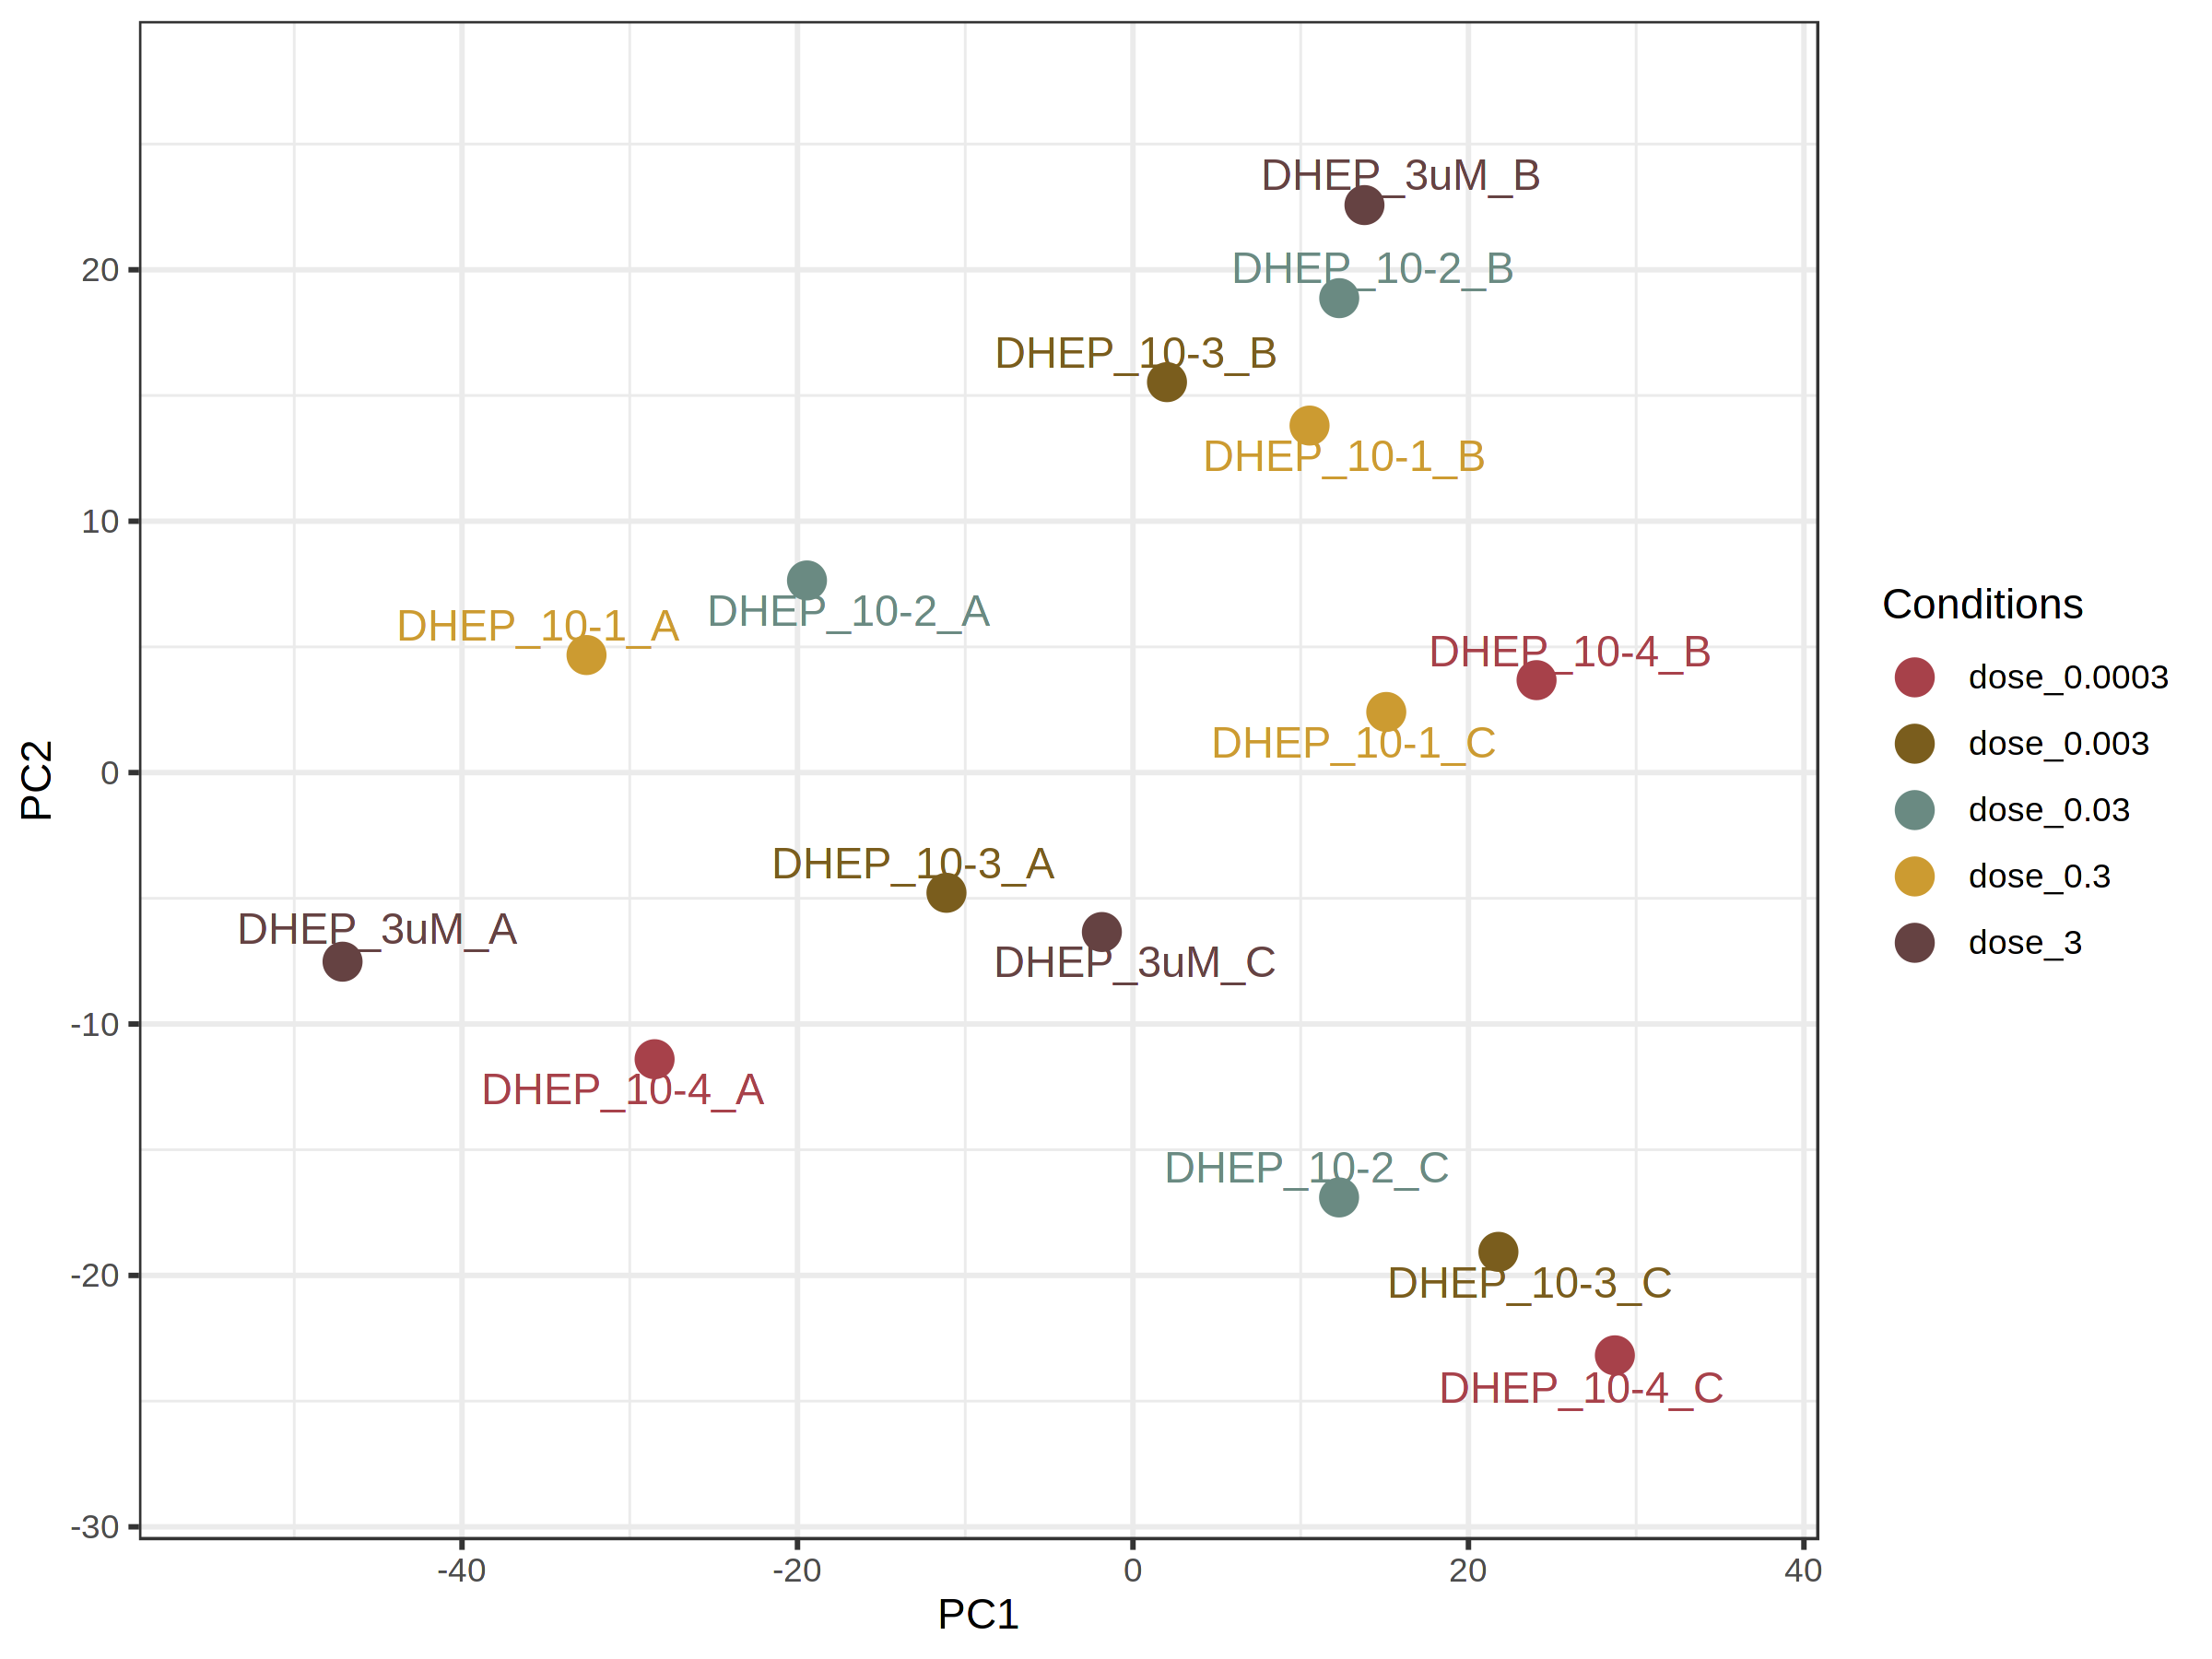 DHEP_3uM_B
DHEP_10-2_B
DHEP_10-3_B
DHEP_10-1_B
DHEP_10-2_A
DHEP_10-1_A
DHEP_10-4_B
DHEP_10-1_C
DHEP_10-3_A
DHEP_3uM_A
DHEP_3uM_C
DHEP_10-4_A
DHEP_10-2_C
DHEP_10-3_C
DHEP_10-4_C
20
10
0
-10
-20
-30
PC2
-40
-20
0
20
40
PC1
Conditions
dose_0.0003
dose_0.003
dose_0.03
dose_0.3
dose_3